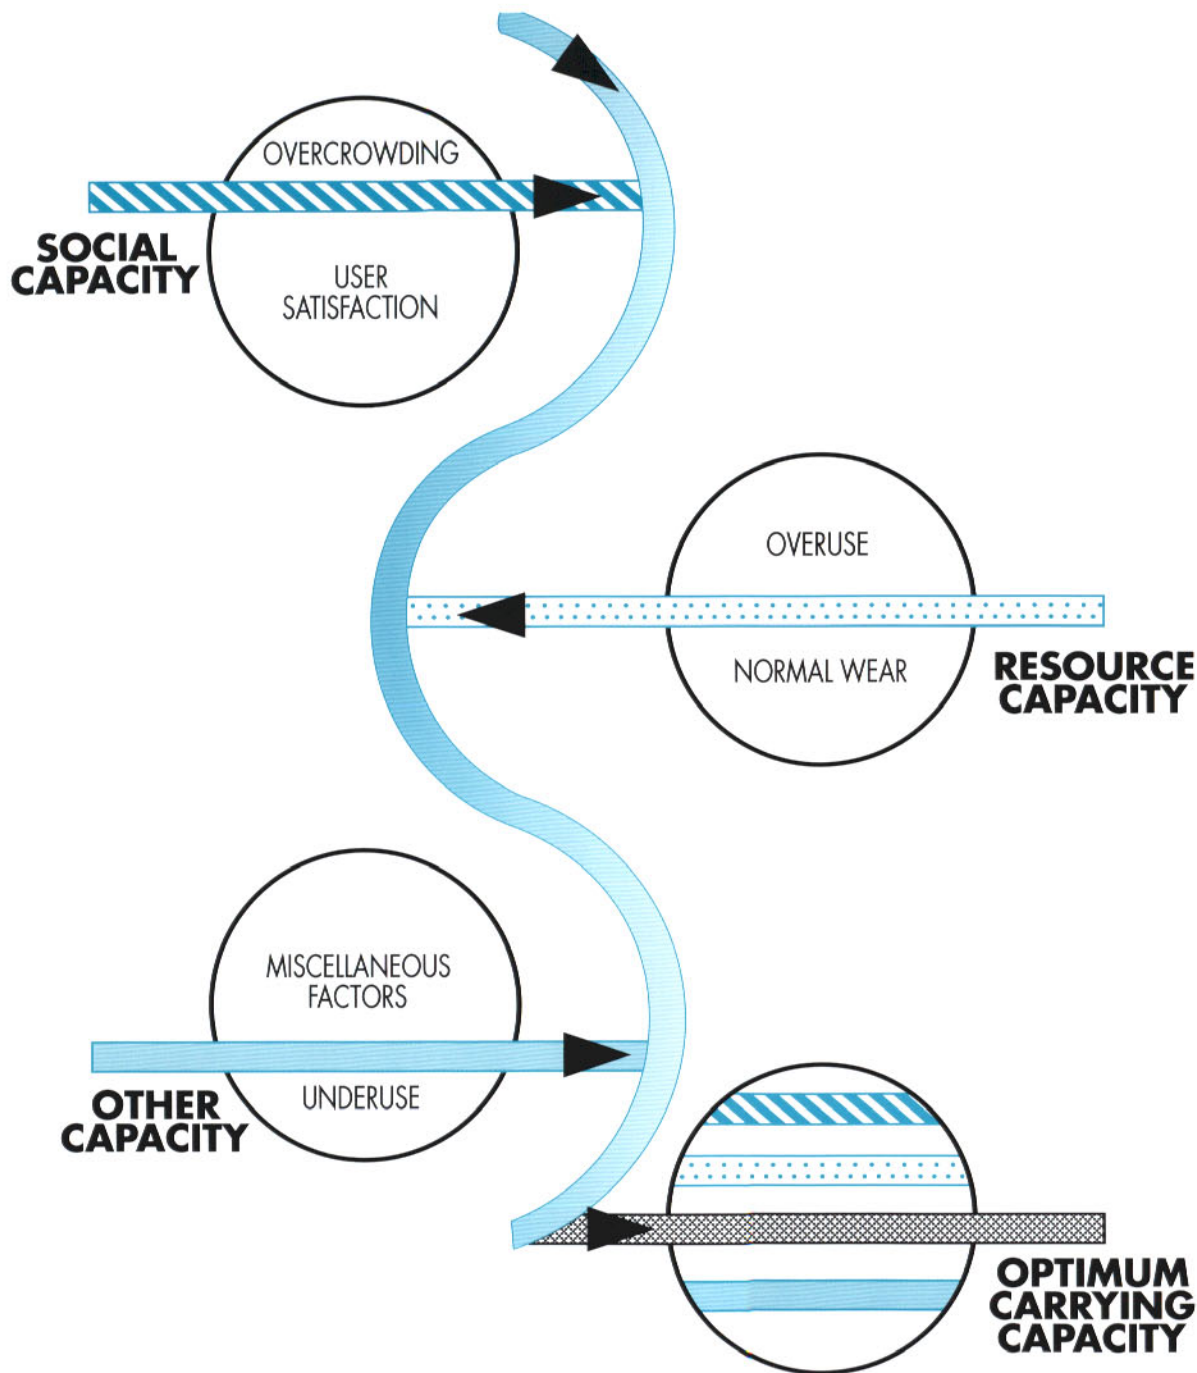 OVERCROWDING
SOCIAL
CAPACITY
USER
SATISFACTION
OVERUSE
NORMAL WEAR
RESOURCE
CAPACITY
MISCELLANEOUS
FACTORS
UNDERUSE
OTHER
CAPACITY
OPTIMUM
CARRYING
CAPACITY